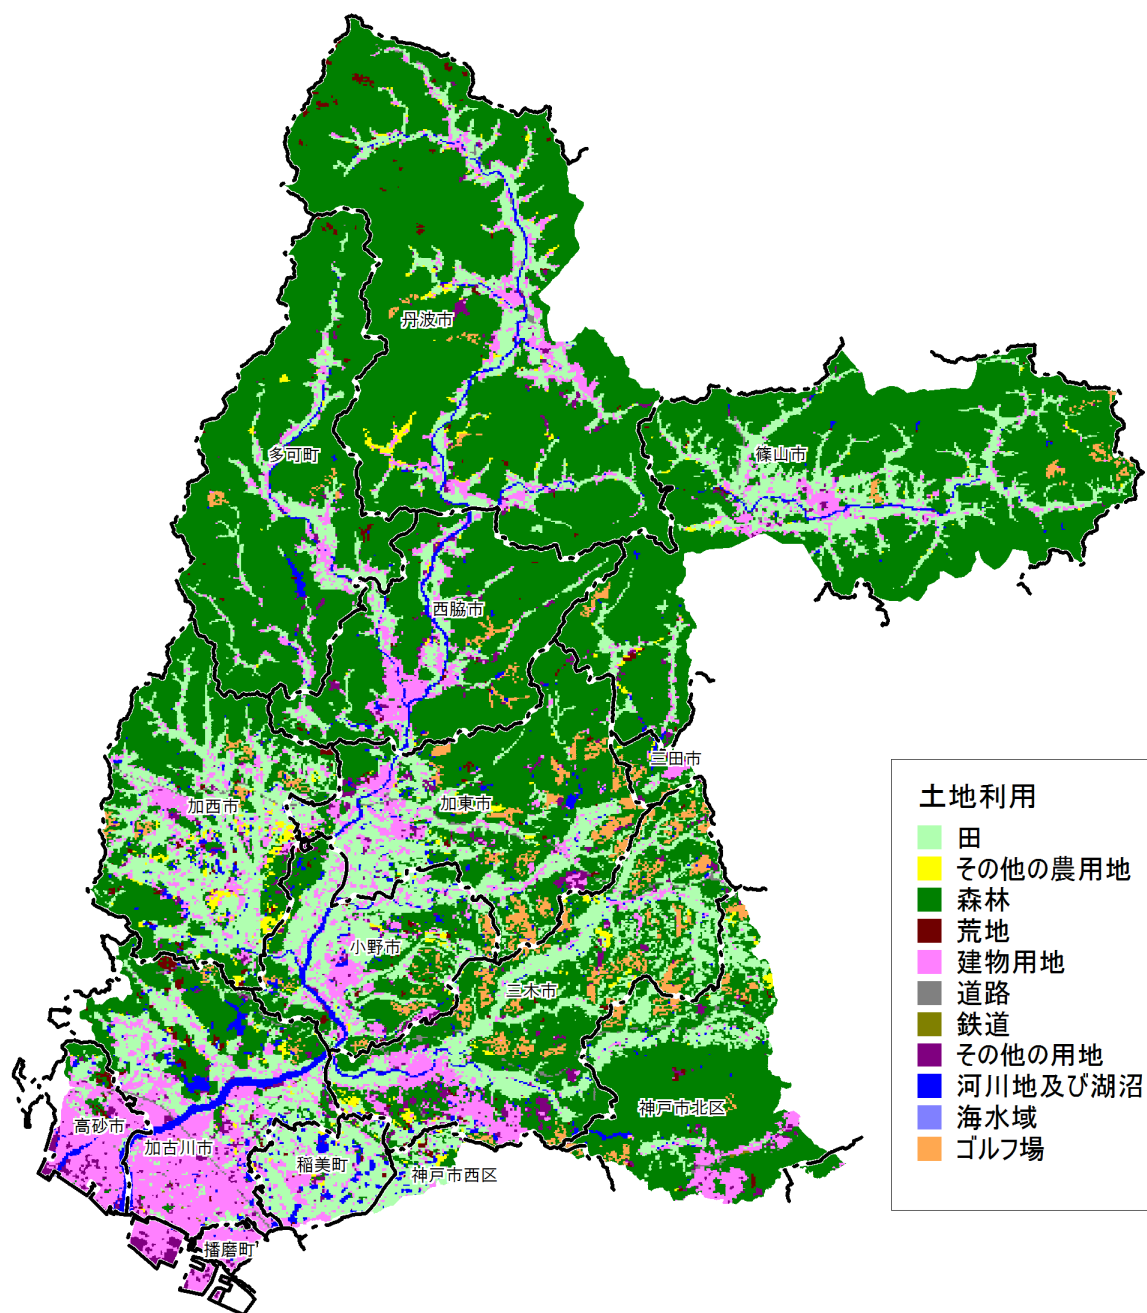 丹波市
篠山市
多可町
西脇市
三田市
加西市
加東市
小野市
三木市
神戸市北区
高砂市
加古川市
稲美町
神戸市西区
播磨町
土地利用
田
その他の農用地
森林
荒地
建物用地
道路
鉄道
その他の用地
河川地及び湖沼
海水域
ゴルフ場